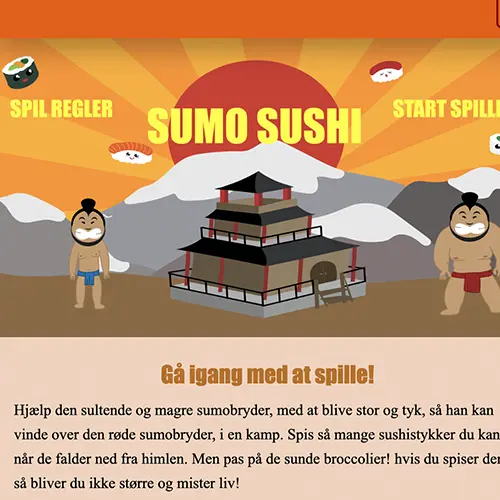 SPIL REGLER
SUMO SUSHI
START SPILLE
Gå igang med at spille!
Hjælp den sultende og magre sumobryder, med at blive stor og tyk, så han kan
vinde over den røde sumobryder, i en kamp. Spis så mange sushistykker du kan
når de falder ned fra himlen. Men pas på de sunde broccolier! hvis du spiser den
så bliver du ikke større og mister liv!